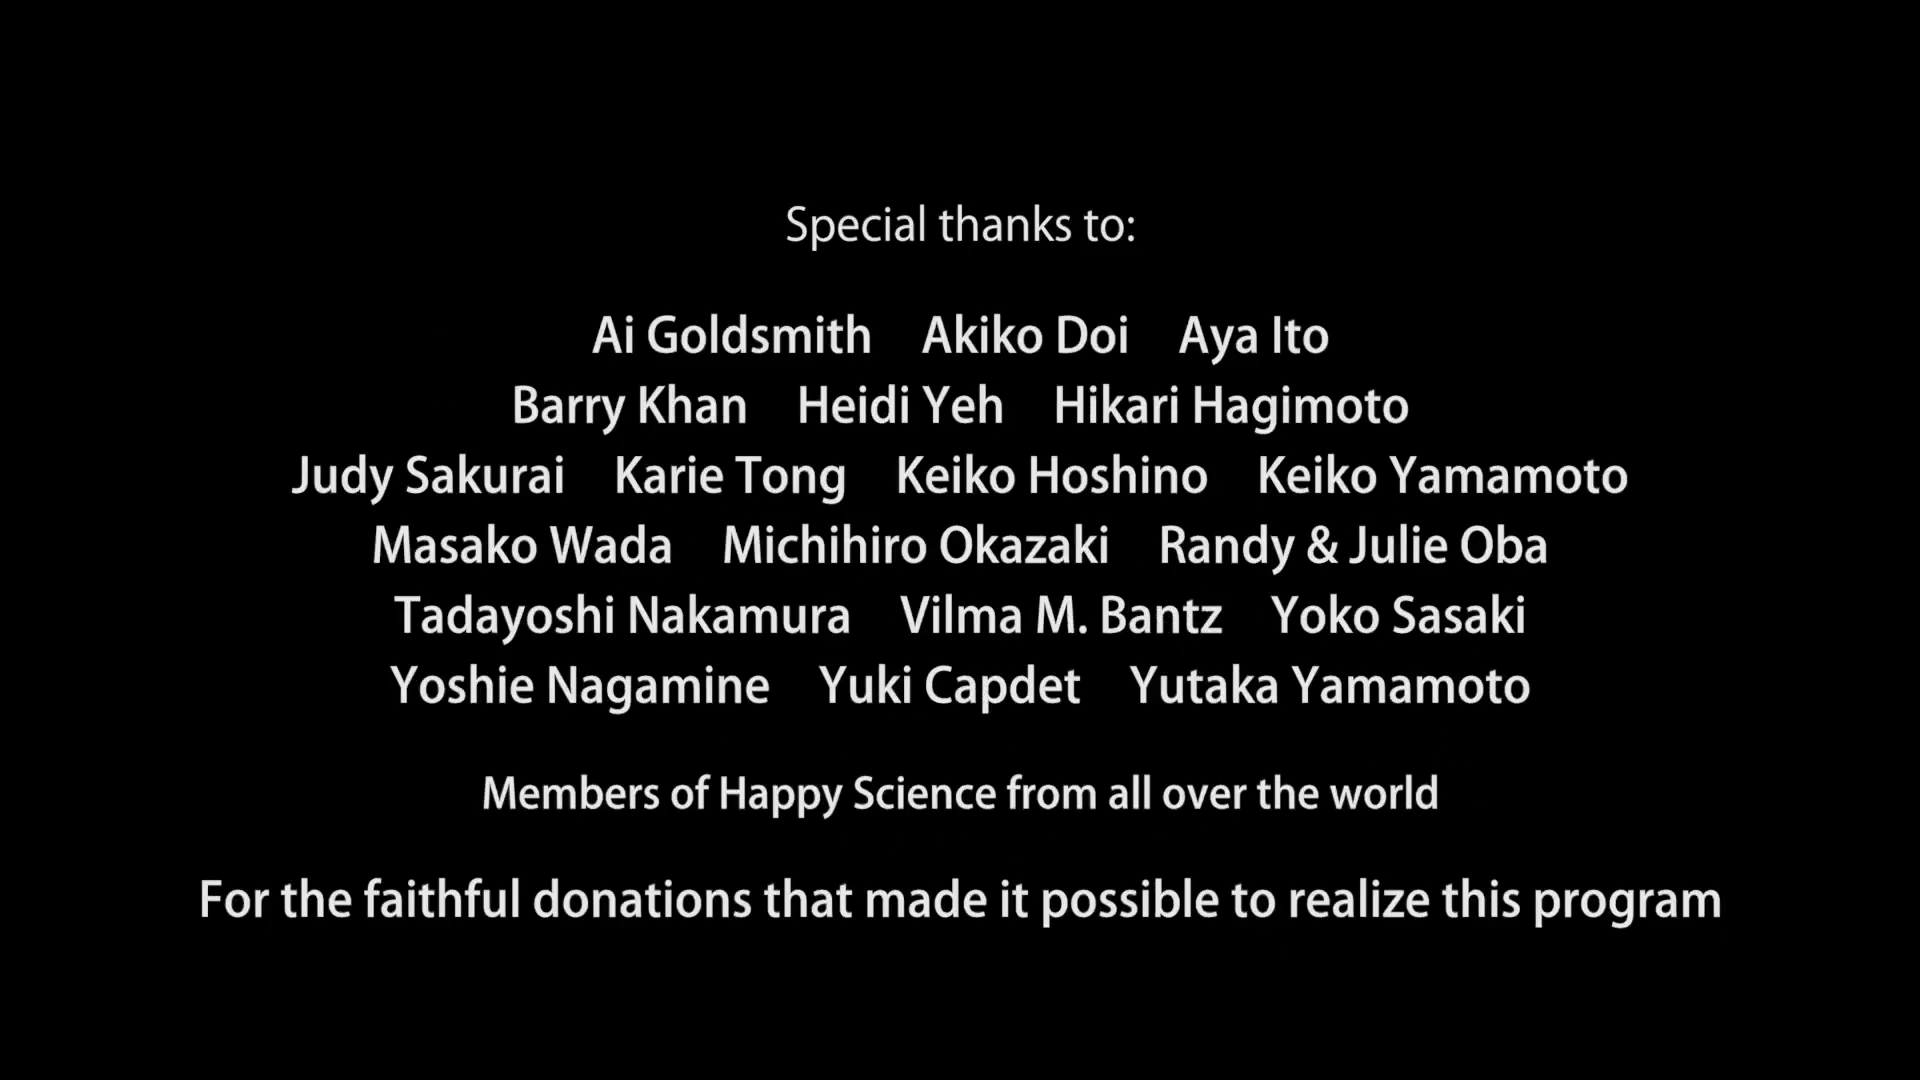 Special thanks to:
Ai Goldsmith Akiko Doi Aya Ito
Barry Khan Heidi Yeh Hikari Hagimoto
Judy Sakurai Karie Tong Keiko Hoshino Keiko Yamamoto
Masako Wada Michihiro Okazaki Randy & Julie Oba
Tadayoshi Nakamura Vilma M. Bantz Yoko Sasaki
Yoshie Nagamine Yuki Capdet Yutaka Yamamoto
Members of Happy Science from all over the world
For the faithful donations that made it possible to realize this program